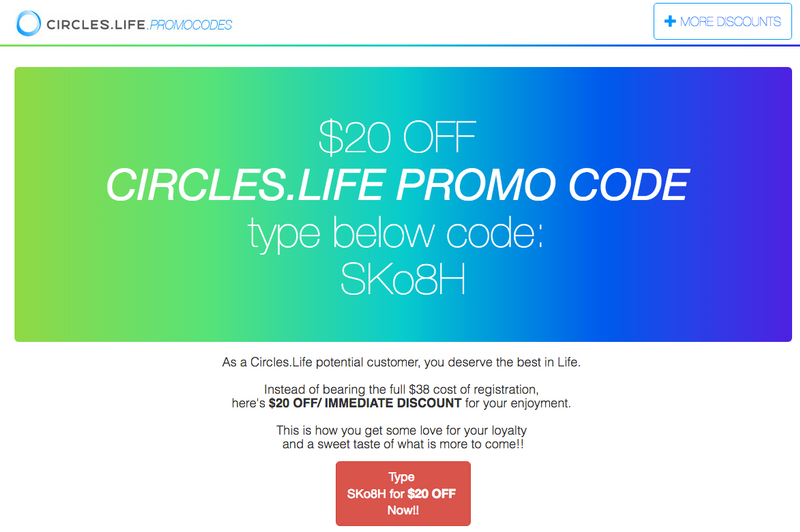 CIRCLES.LIFE.PROMOCODES
+ MORE DISCOUNTS
$20 OFF
CIRCLES.LIFE PROMO CODE
type below code:
SKo8H
As a Circles.Life potential customer, you deserve the best in Life.
Instead of bearing the full $38 cost of registration,
here's $20 OFF/ IMMEDIATE DISCOUNT for your enjoyment.
This is how you get some love for your loyalty
and a sweet taste of what is more to come!!
Type
SKo8H for $20 OFF
Now!!